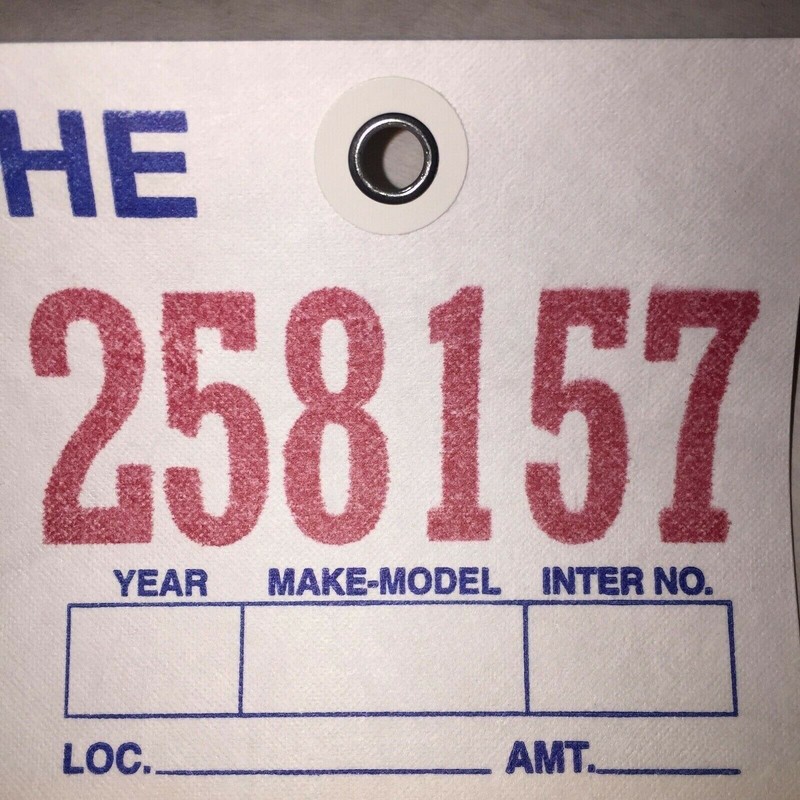 HE
258157
YEAR MAKE-MODEL INTER NO.
LOC. AMT.